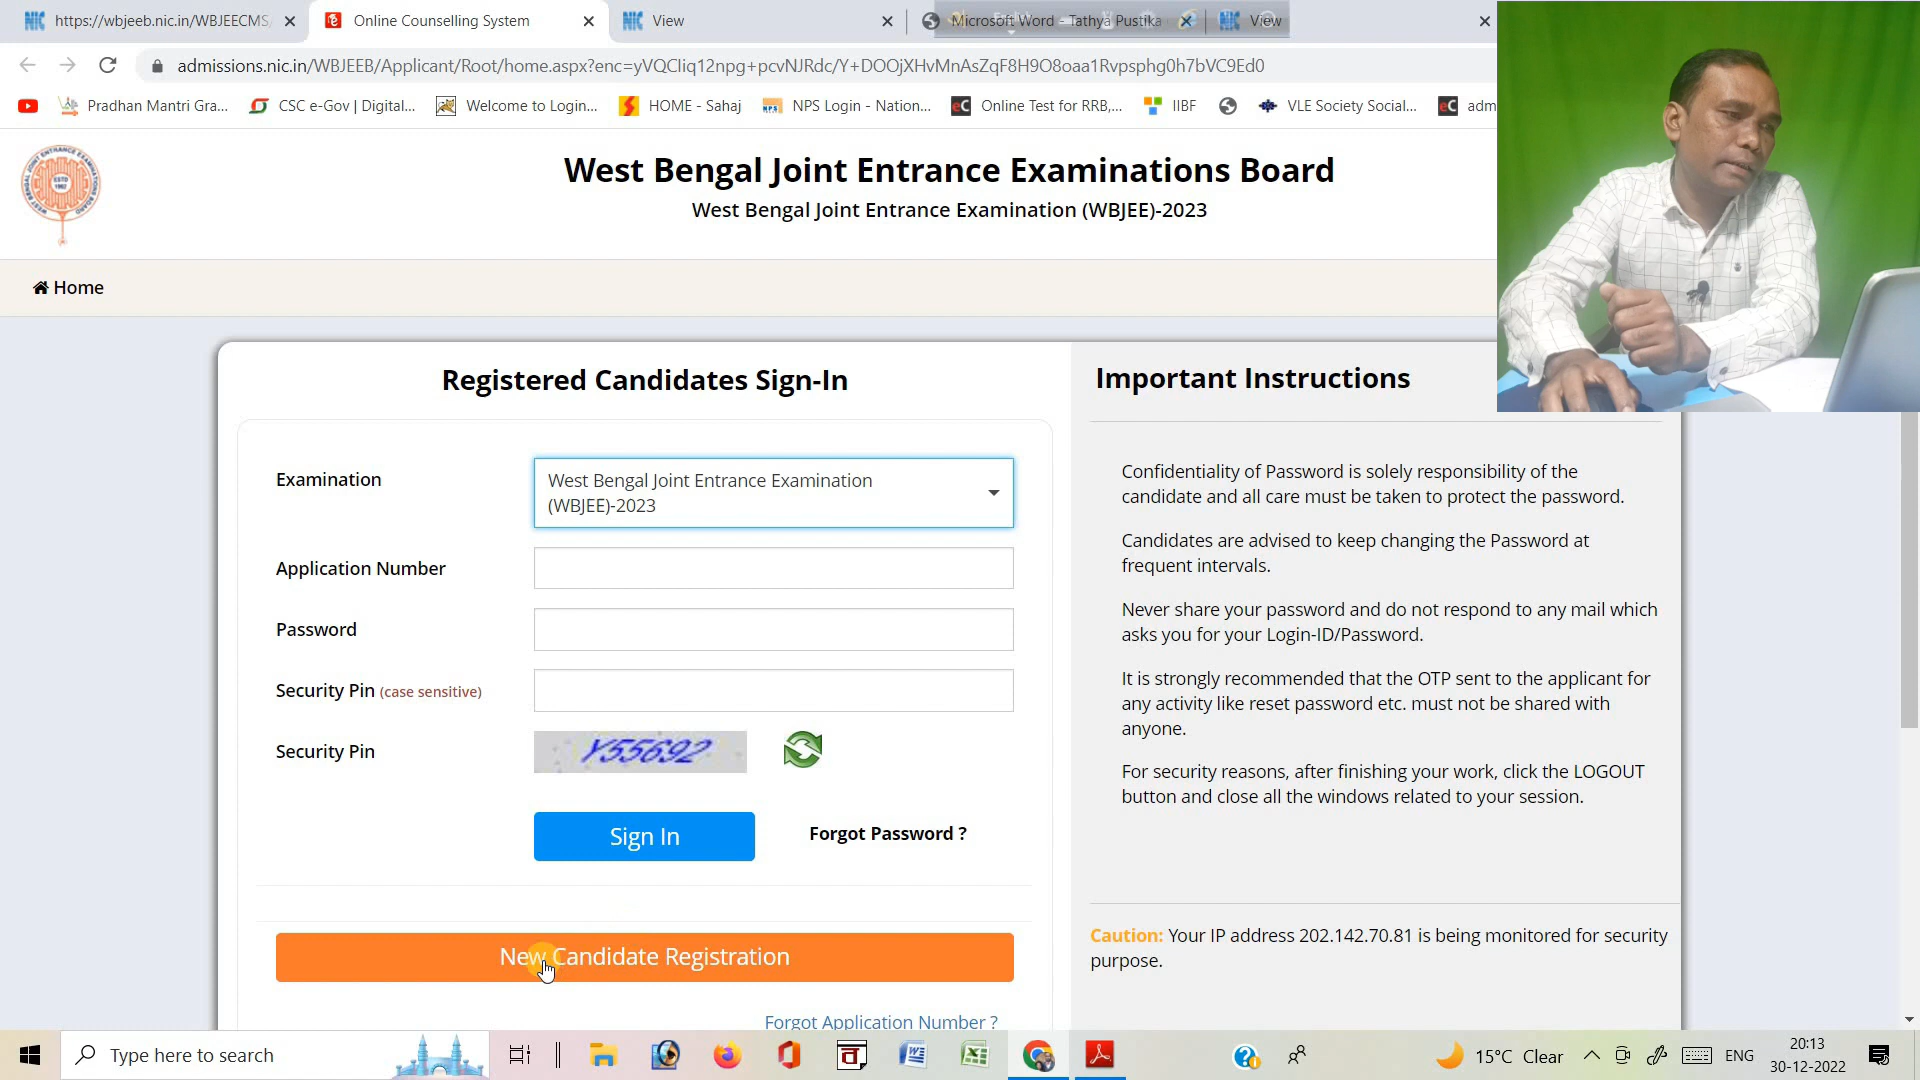 https://wbjeeb.nic.in/WBJEECMS
Online Counselling System
View
Microsoft Word - Tathya Pustika
View
admissions.nic.in/WBJEEB/Applicant/Root/home.aspx?enc=yVQCIiq12npg+pcvNJRdc/Y+DOOjXHvMnAsZqF8H9O8oaa1Rvpsphg0h7bVC9Ed0
Pradhan Mantri Gra...
CSC e-Gov | Digital...
Welcome to Login...
HOME - Sahaj
NPS Login - Nation...
Online Test for RRB,...
IIBF
VLE Society Social...
adm
West Bengal Joint Entrance Examinations Board
West Bengal Joint Entrance Examination (WBJEE)-2023
Home
Registered Candidates Sign-In
Examination
West Bengal Joint Entrance Examination
(WBJEE)-2023
Application Number
Password
Security Pin (case sensitive)
Security Pin
Y55692
Sign In
Forgot Password ?
New Candidate Registration
Forgot Application Number ?
Important Instructions
Confidentiality of Password is solely responsibility of the
candidate and all care must be taken to protect the password.
Candidates are advised to keep changing the Password at
frequent intervals.
Never share your password and do not respond to any mail which
asks you for your Login-ID/Password.
It is strongly recommended that the OTP sent to the applicant for
any activity like reset password etc. must not be shared with
anyone.
For security reasons, after finishing your work, click the LOGOUT
button and close all the windows related to your session.
Caution: Your IP address 202.142.70.81 is being monitored for security
purpose.
Type here to search
15°C Clear
ENG
20:13
30-12-2022